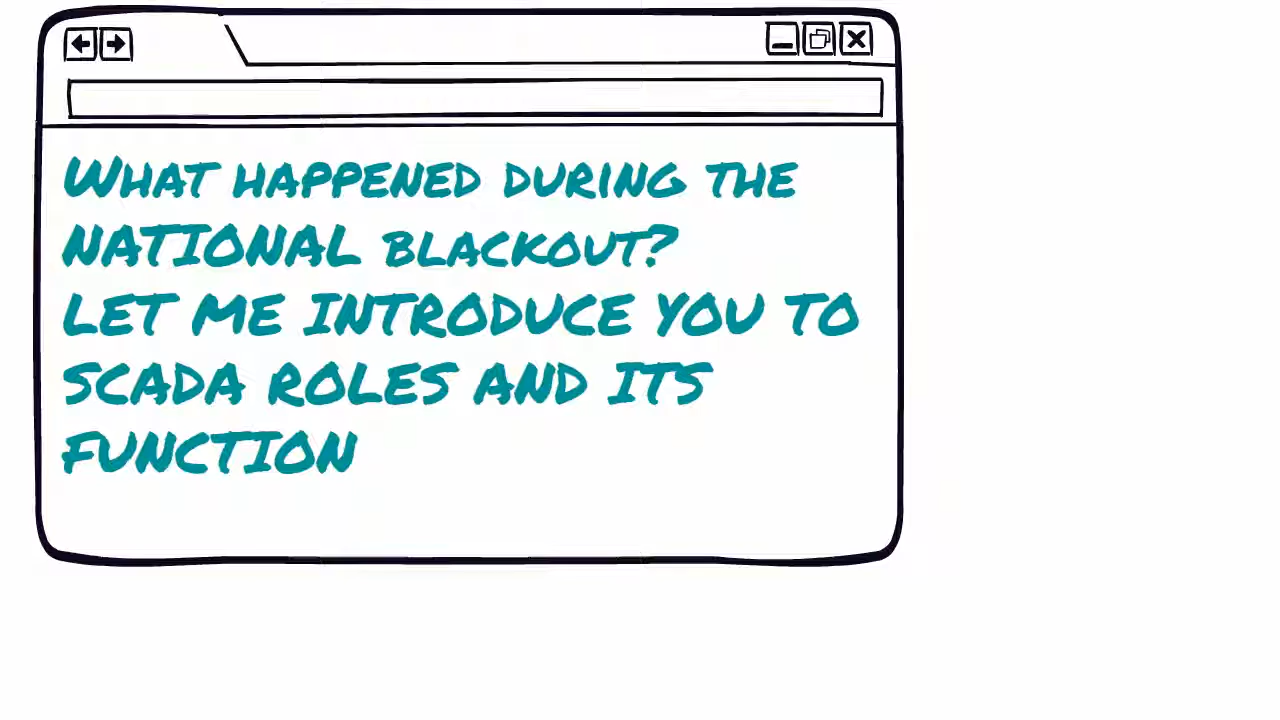 What happened during the
NATIONAL blackout?
LET ME INTRODUCE YOU TO
SCADA ROLES AND ITS
FUNCTION